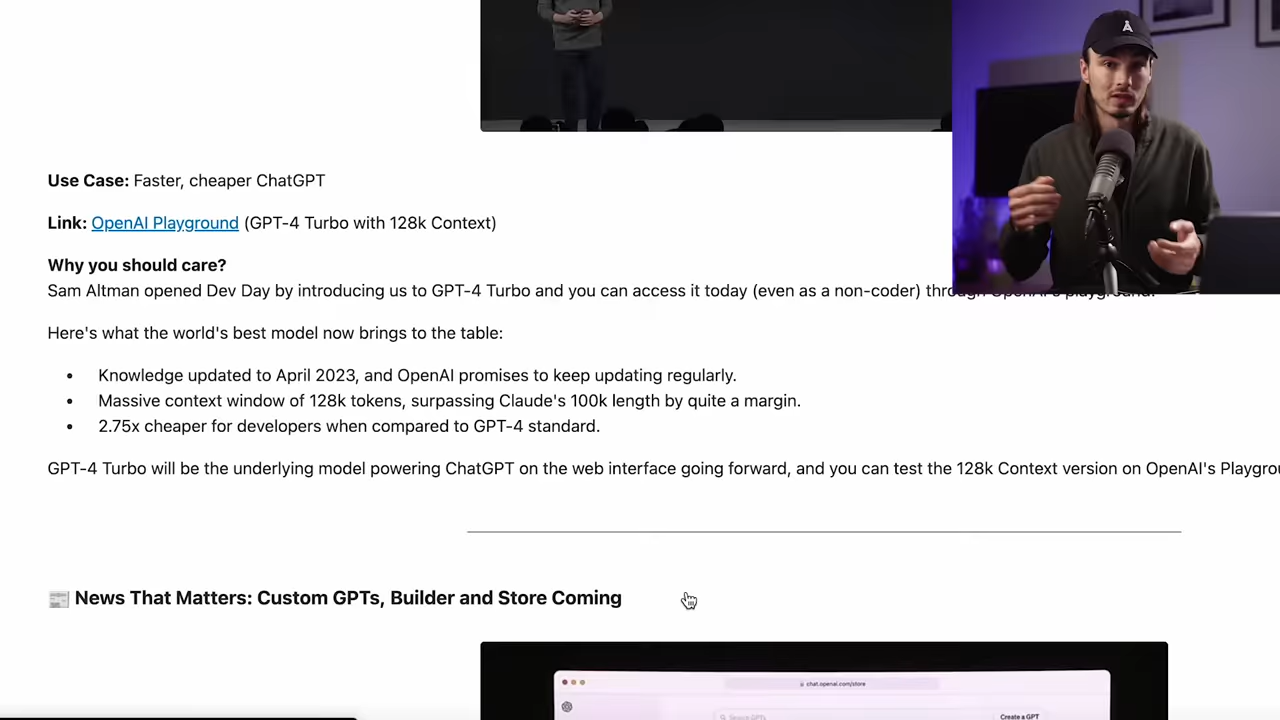 Use Case: Faster, cheaper ChatGPT
Link: OpenAI Playground (GPT-4 Turbo with 128k Context)
Why you should care?
Sam Altman opened Dev Day by introducing us to GPT-4 Turbo and you can access it today (even as a non-coder) through OpenAI's playground.
Here's what the world's best model now brings to the table:
• Knowledge updated to April 2023, and OpenAI promises to keep updating regularly.
• Massive context window of 128k tokens, surpassing Claude's 100k length by quite a margin.
• 2.75x cheaper for developers when compared to GPT-4 standard.
GPT-4 Turbo will be the underlying model powering ChatGPT on the web interface going forward, and you can test the 128k Context version on OpenAI's Playgrou
📰 News That Matters: Custom GPTs, Builder and Store Coming
chat.openai.com/store
Search GPTs
Create a GPT